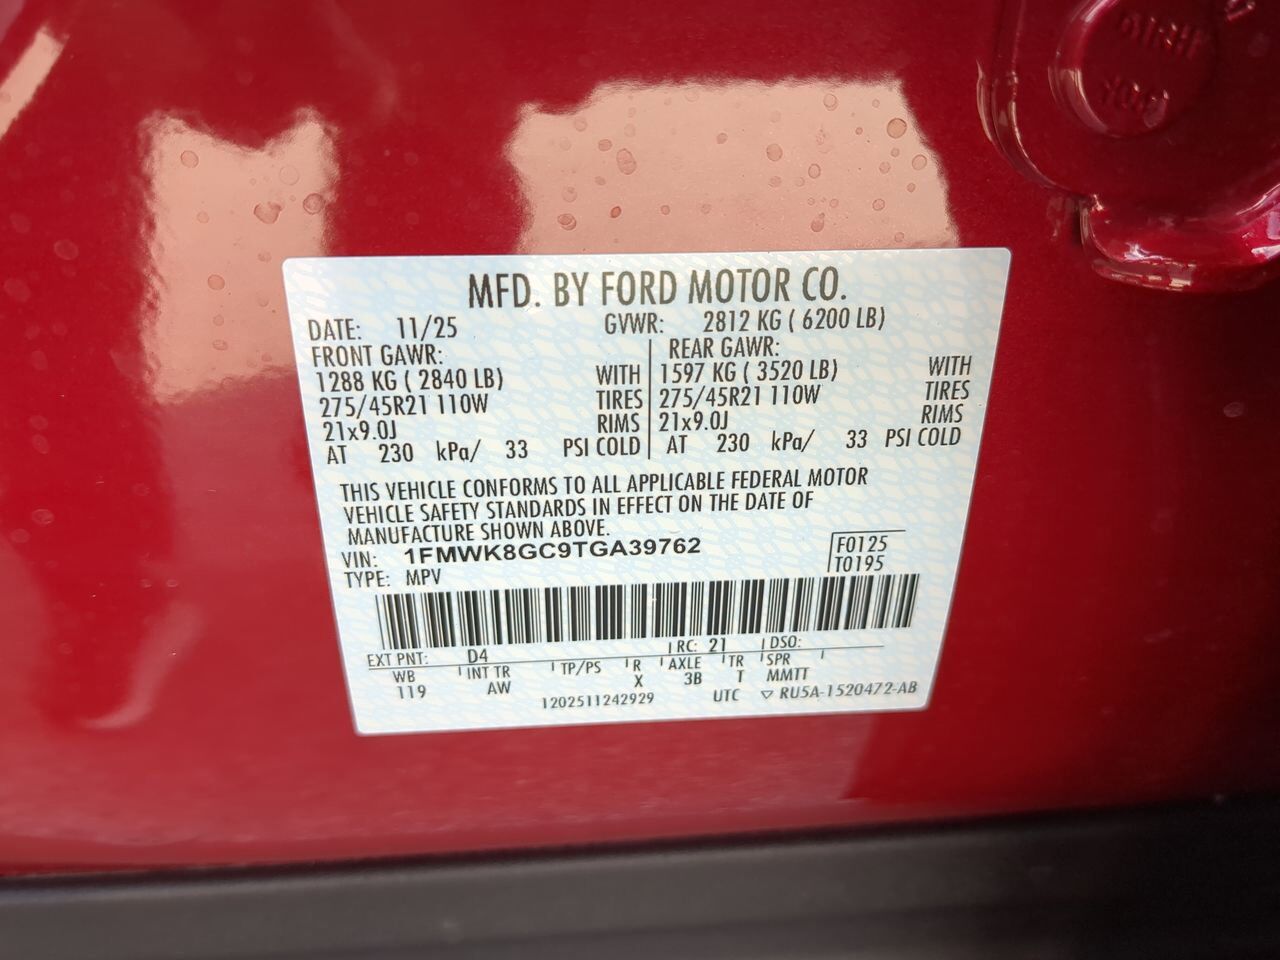 MFD. BY FORD MOTOR CO.
DATE: 11/25 GVWR: 2812 KG ( 6200 LB)
FRONT GAWR: REAR GAWR:
1288 KG ( 2840 LB) WITH 1597 KG ( 3520 LB) WITH
275/45R21 110W TIRES 275/45R21 110W TIRES
21x9.0J RIMS 21x9.0J RIMS
AT 230 kPa/ 33 PSI COLD AT 230 kPa/ 33 PSI COLD
THIS VEHICLE CONFORMS TO ALL APPLICABLE FEDERAL MOTOR
VEHICLE SAFETY STANDARDS IN EFFECT ON THE DATE OF
MANUFACTURE SHOWN ABOVE.
VIN: 1FMWK8GC9TGA39762 F0125
TYPE: MPV T0195
EXT PNT: D4 RC: 21 DSO:
WB INT TR TP/PS R AXLE TR SPR
119 AW X 3B T MMTT
1202511242929 UTC ▽ RU5A-1520472-AB